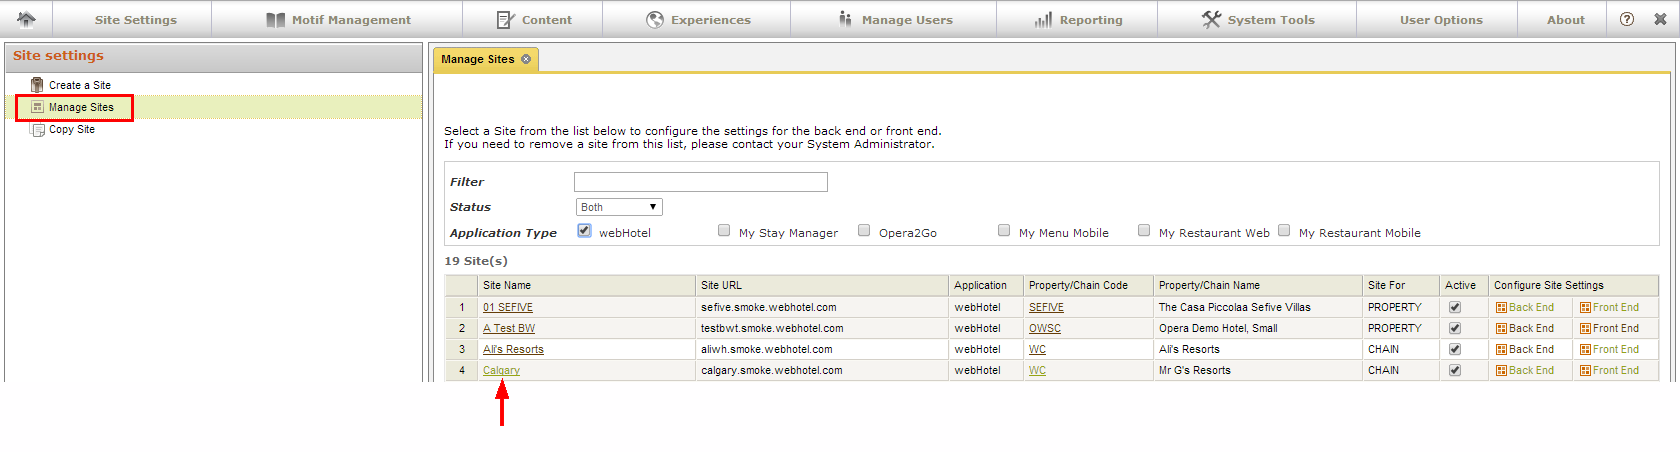 Site Settings Motif Management Content Experiences Manage Users Reporting System Tools User Options About ?
Site settings
Create a Site
Manage Sites
Copy Site
Manage Sites
Select a Site from the list below to configure the settings for the back end or front end.
If you need to remove a site from this list, please contact your System Administrator.
Filter
Status Both
Application Type webHotel My Stay Manager Opera2Go My Menu Mobile My Restaurant Web My Restaurant Mobile
19 Site(s)
Site Name Site URL Application Property/Chain Code Property/Chain Name Site For Active Configure Site Settings
1 01 SEFIVE sefive.smoke.webhotel.com webHotel SEFIVE The Casa Piccolaa Sefive Villas PROPERTY Back End Front End
2 A Test BW testbwt.smoke.webhotel.com webHotel OWSC Opera Demo Hotel, Small PROPERTY Back End Front End
3 Ali's Resorts aliwh.smoke.webhotel.com webHotel WC Ali's Resorts CHAIN Back End Front End
4 Calgary calgary.smoke.webhotel.com webHotel WC Mr G's Resorts CHAIN Back End Front End